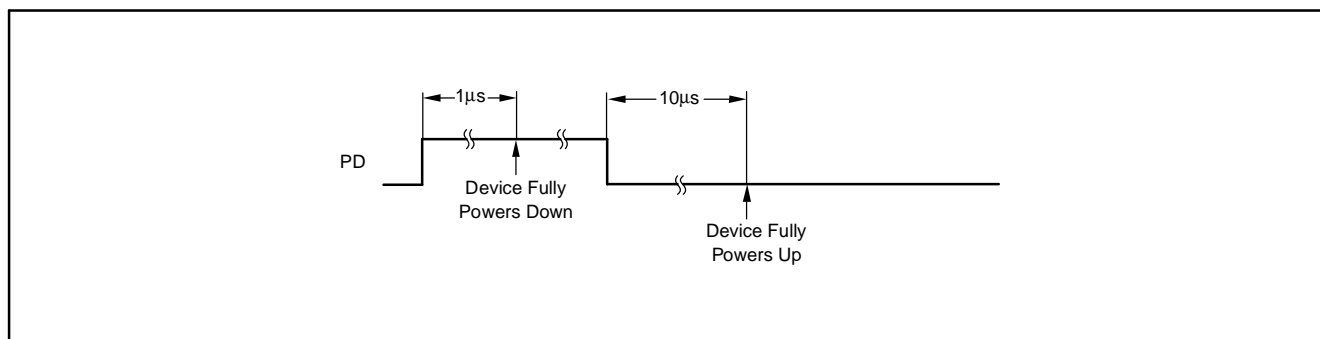 1μs
10μs
PD
Device Fully
Powers Down
Device Fully
Powers Up